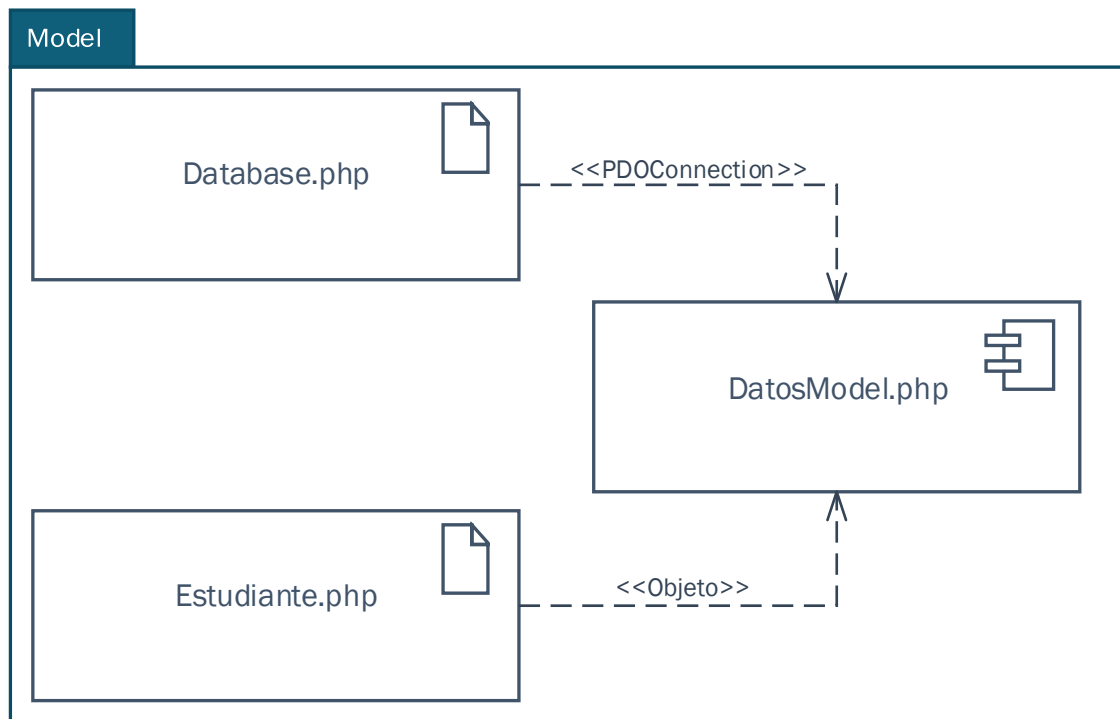 Model
Database.php
<<PDOConnection>>
DatosModel.php
Estudiante.php
<<Objeto>>